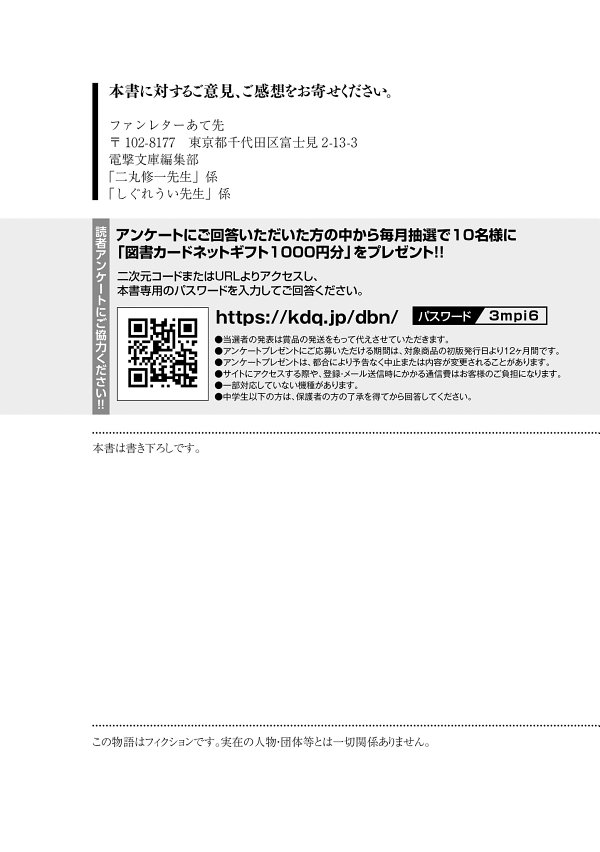 本書に対するご意見、ご感想をお寄せください。
ファンレターあて先
〒102-8177　東京都千代田区富士見2-13-3
電撃文庫編集部
「二丸修一先生」係
「しぐれうい先生」係
読者アンケートにご協力ください!!
アンケートにご回答いただいた方の中から毎月抽選で10名様に
「図書カードネットギフト1000円分」をプレゼント!!
二次元コードまたはURLよりアクセスし、
本書専用のパスワードを入力してご回答ください。
https://kdq.jp/dbn/　パスワード　3mpi6
●当選者の発表は賞品の発送をもって代えさせていただきます。
●アンケートプレゼントにご応募いただける期間は、対象商品の初版発行日より12ヶ月間です。
●アンケートプレゼントは、都合により予告なく中止または内容が変更されることがあります。
●サイトにアクセスする際や、登録・メール送信時にかかる通信費はお客様のご負担になります。
●一部対応していない機種があります。
●中学生以下の方は、保護者の方の了承を得てから回答してください。
本書は書き下ろしです。
この物語はフィクションです。実在の人物・団体等とは一切関係ありません。